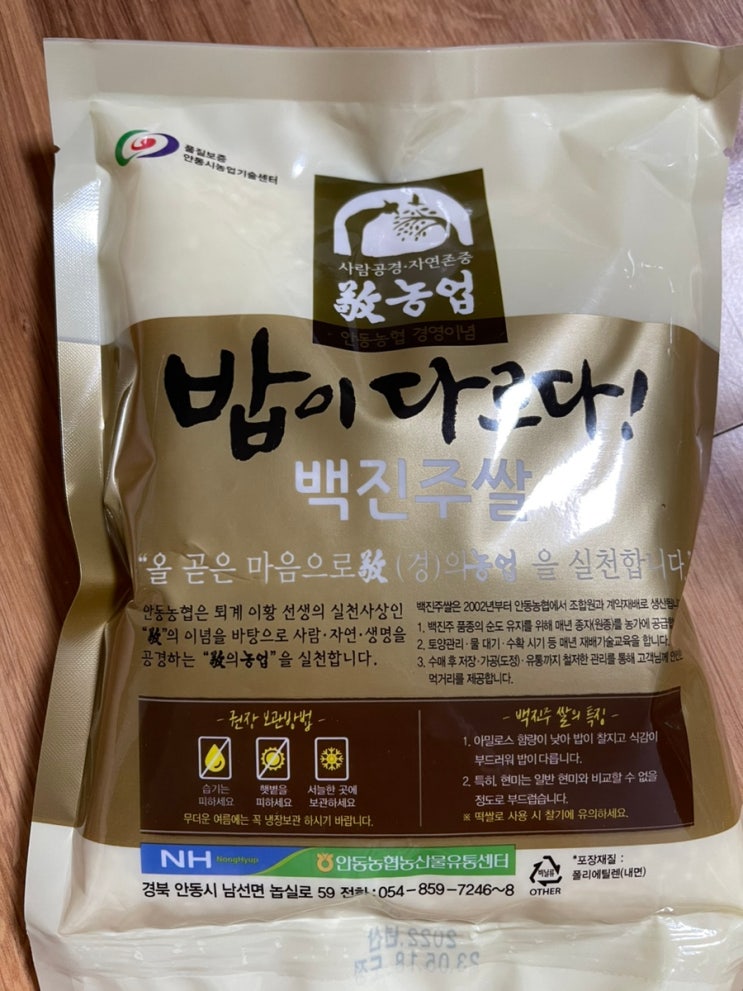 품질보증
안동시농업기술센터
사람공경·자연존중
敬농업
안동농협 경영이념
밥이 다르다!
백진주쌀
“올 곧은 마음으로敬(경)의농업 을 실천합니다”
안동농협은 퇴계 이황 선생의 실천사상인
“敬”의 이념을 바탕으로 사람·자연·생명을
공경하는 “敬의농업”을 실천합니다.
백진주쌀은 2002년부터 안동농협에서 조합원과 계약재배로 생산됩니다
1. 백진주 품종의 순도 유지를 위해 매년 종자(원종)를 농가에 공급
2. 토양관리·물 대기·수확 시기 등 매년 재배기술교육을 합니다.
3. 수매 후 저장·가공(도정)·유통까지 철저한 관리를 통해 고객님께
먹거리를 제공합니다.
- 권장 보관방법 -
습기는
피하세요
햇볕을
피하세요
서늘한 곳에
보관하세요
무더운 여름에는 꼭 냉장보관 하시기 바랍니다.
- 백진주 쌀의 특징 -
1. 아밀로스 함량이 낮아 밥이 찰지고 식감이
부드러워 밥이 다릅니다.
2. 특히, 현미는 일반 현미와 비교할 수 없을
정도로 부드럽습니다.
※ 떡쌀로 사용 시 찰기에 유의하세요.
NH NongHyup 안동농협농산물유통센터
경북 안동시 남선면 놉실로 59 전화:054-859-7246~8
비닐류
OTHER
*포장재질 :
폴리에틸렌(내면)
2022.년산
23.05.18.도정